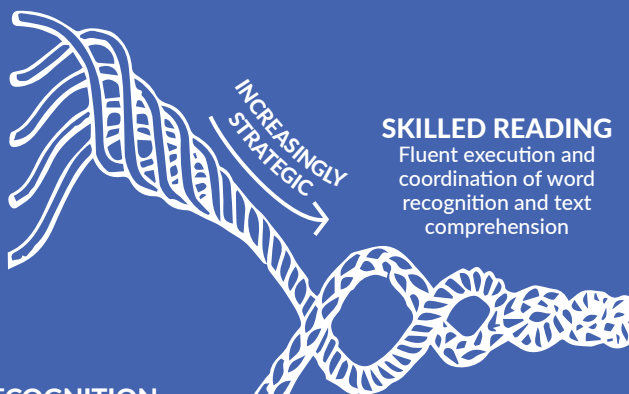 INCREASINGLY
STRATEGIC
SKILLED READING
Fluent execution and
coordination of word
recognition and text
comprehension